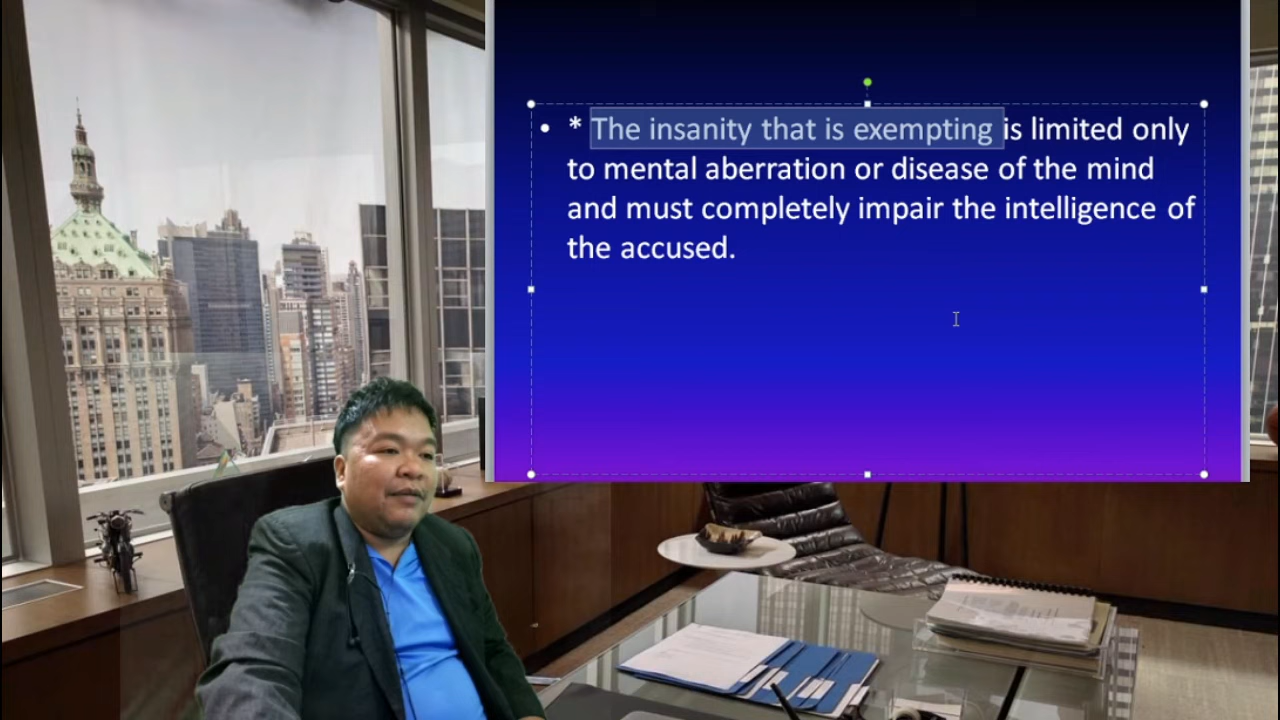 • * The insanity that is exempting is limited only
to mental aberration or disease of the mind
and must completely impair the intelligence of
the accused.